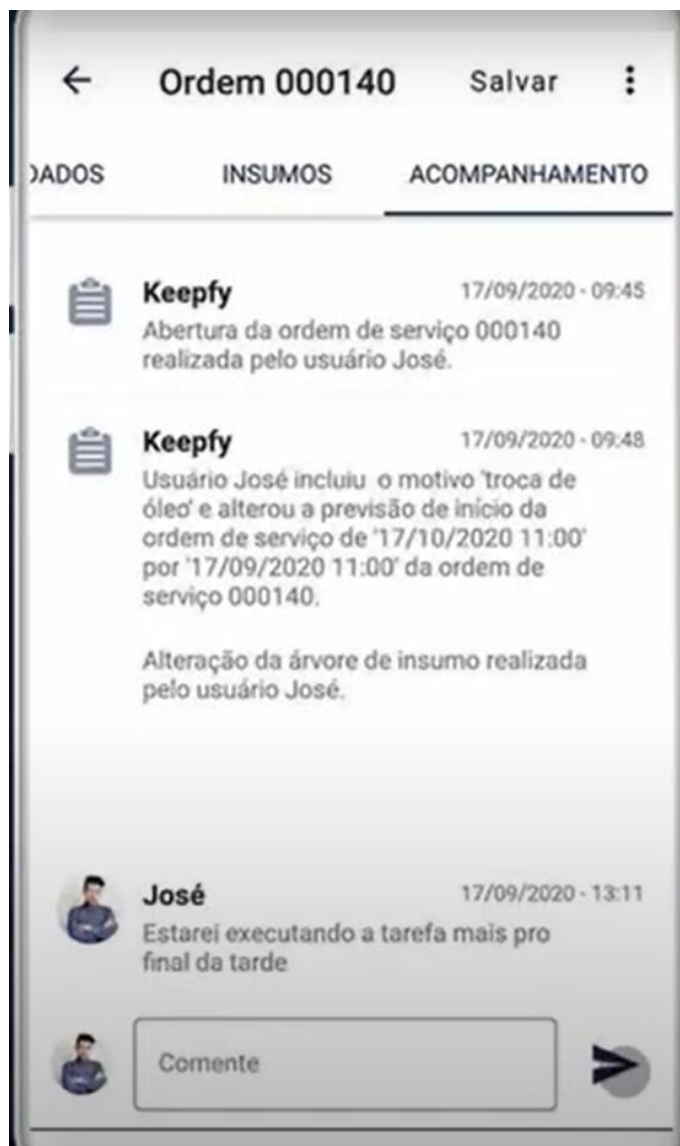 Ordem 000140 Salvar
DADOS INSUMOS ACOMPANHAMENTO
Keepfy 17/09/2020 - 09:45
Abertura da ordem de serviço 000140
realizada pelo usuário José.
Keepfy 17/09/2020 - 09:48
Usuário José incluiu o motivo 'troca de
óleo' e alterou a previsão de início da
ordem de serviço de '17/10/2020 11:00'
por '17/09/2020 11:00' da ordem de
serviço 000140.
Alteração da árvore de insumo realizada
pelo usuário José.
José 17/09/2020 - 13:11
Estarei executando a tarefa mais pro
final da tarde
Comente